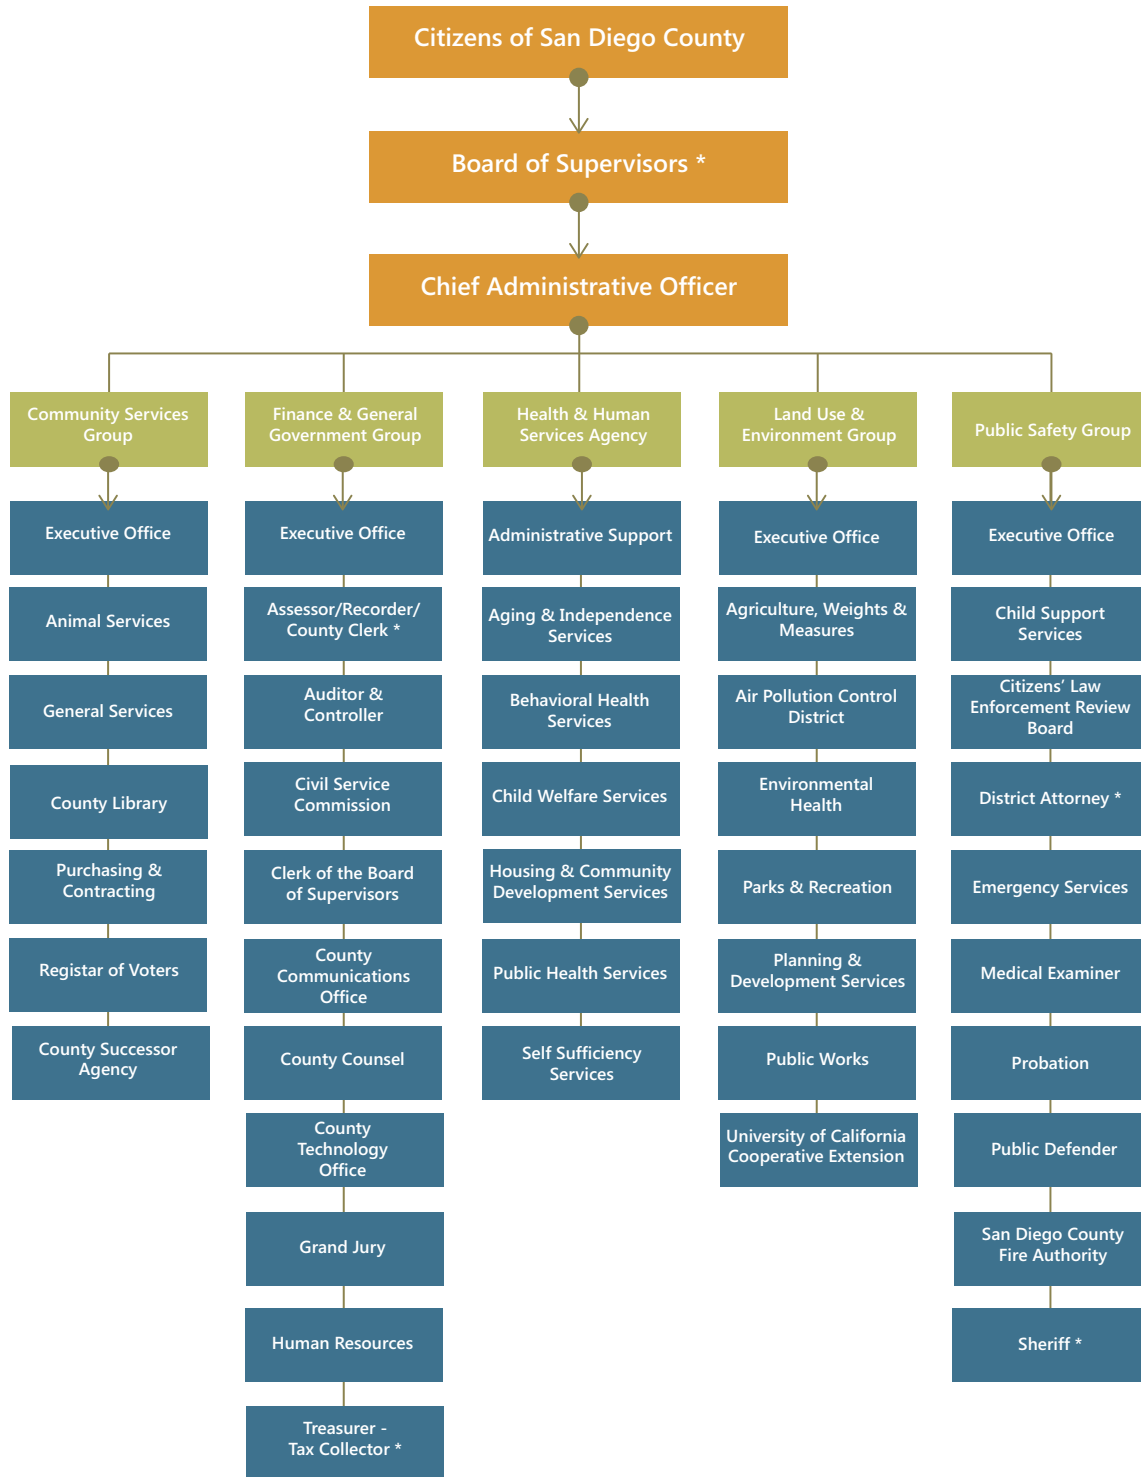 Citizens of San Diego County
Board of Supervisors *
Chief Administrative Officer
Community Services
Group
Executive Office
Animal Services
General Services
County Library
Purchasing &
Contracting
Registar of Voters
County Successor
Agency
Finance & General
Government Group
Executive Office
Assessor/Recorder/
County Clerk *
Auditor &
Controller
Civil Service
Commission
Clerk of the Board
of Supervisors
County
Communications
Office
County Counsel
County
Technology
Office
Grand Jury
Human Resources
Treasurer -
Tax Collector *
Health & Human
Services Agency
Administrative Support
Aging & Independence
Services
Behavioral Health
Services
Child Welfare Services
Housing & Community
Development Services
Public Health Services
Self Sufficiency
Services
Land Use &
Environment Group
Executive Office
Agriculture, Weights &
Measures
Air Pollution Control
District
Environmental
Health
Parks & Recreation
Planning &
Development Services
Public Works
University of California
Cooperative Extension
Public Safety Group
Executive Office
Child Support
Services
Citizens’ Law
Enforcement Review
Board
District Attorney *
Emergency Services
Medical Examiner
Probation
Public Defender
San Diego County
Fire Authority
Sheriff *